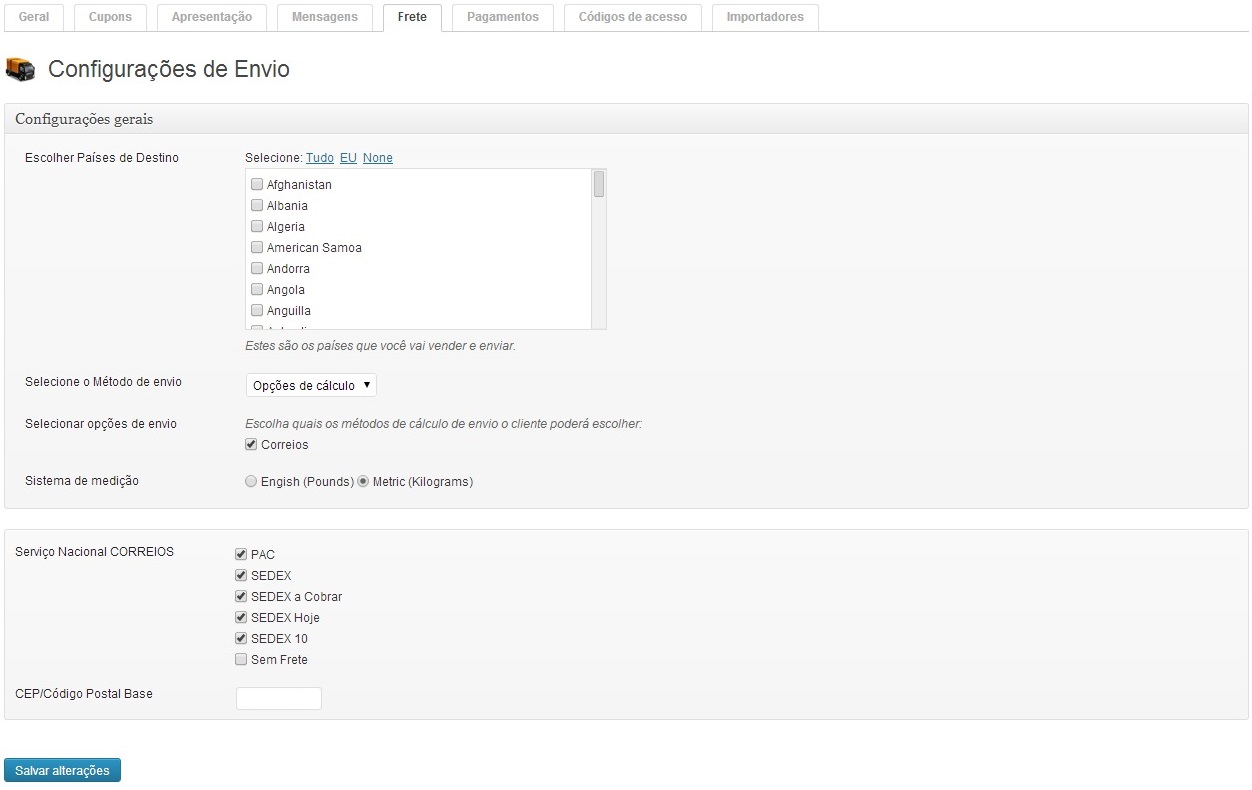 Geral Cupons Apresentação Mensagens Frete Pagamentos Códigos de acesso Importadores
Configurações de Envio
Configurações gerais
Escolher Países de Destino Selecione: Tudo EU None
Afghanistan
Albania
Algeria
American Samoa
Andorra
Angola
Anguilla
Estes são os países que você vai vender e enviar.
Selecione o Método de envio Opções de cálculo
Selecionar opções de envio Escolha quais os métodos de cálculo de envio o cliente poderá escolher:
Correios
Sistema de medição Engish (Pounds) Metric (Kilograms)
Serviço Nacional CORREIOS PAC
SEDEX
SEDEX a Cobrar
SEDEX Hoje
SEDEX 10
Sem Frete
CEP/Código Postal Base
Salvar alterações